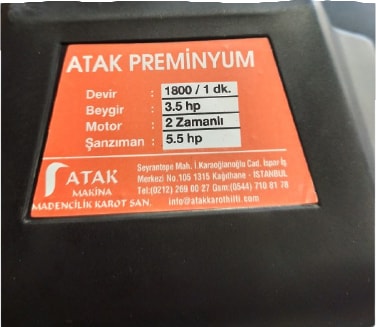 ATAK PREMİNYUM
Devir : 1800 / 1 dk.
Beygir : 3.5 hp
Motor : 2 Zamanlı
Şanzıman : 5.5 hp
ATAK
MAKİNA
MADENCİLİK KAROT SAN.
Seyrantepe Mah. İ.Karaoğlanoğlu Cad. Ispor İş
Merkezi No.105 1315 Kağıthane - İSTANBUL
Tel:(0212) 269 00 27 Gsm:(0544) 710 81 78
info@atakkarothilti.com